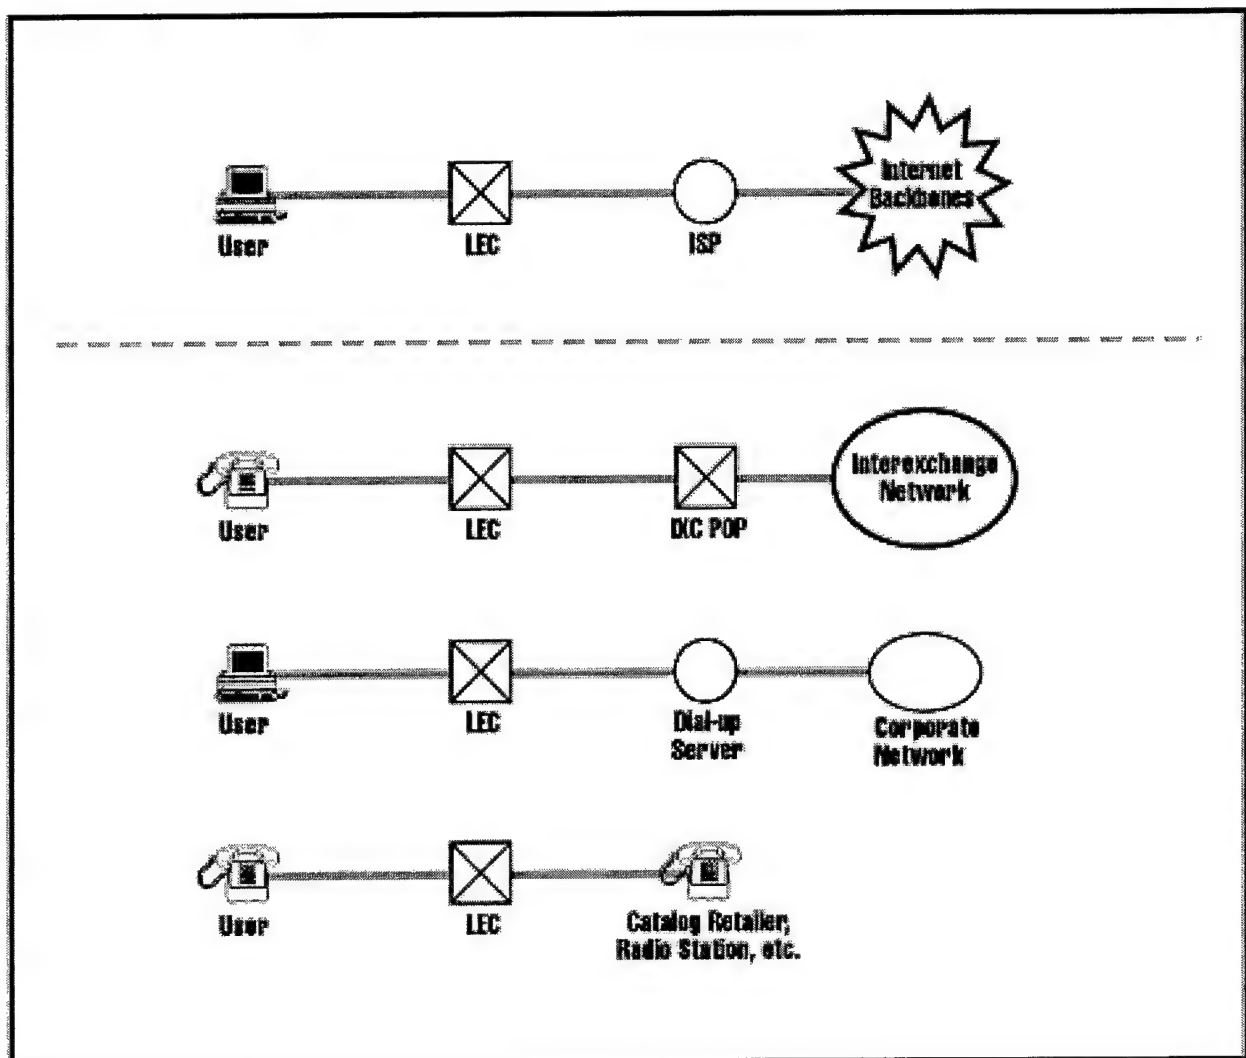 Internet
Backbones
User
LEC
ISP
Interexchange
Network
User
LEC
IXC POP
User
LEC
Dial-up
Server
Corporate
Network
User
LEC
Catalog Retailer,
Radio Station, etc.